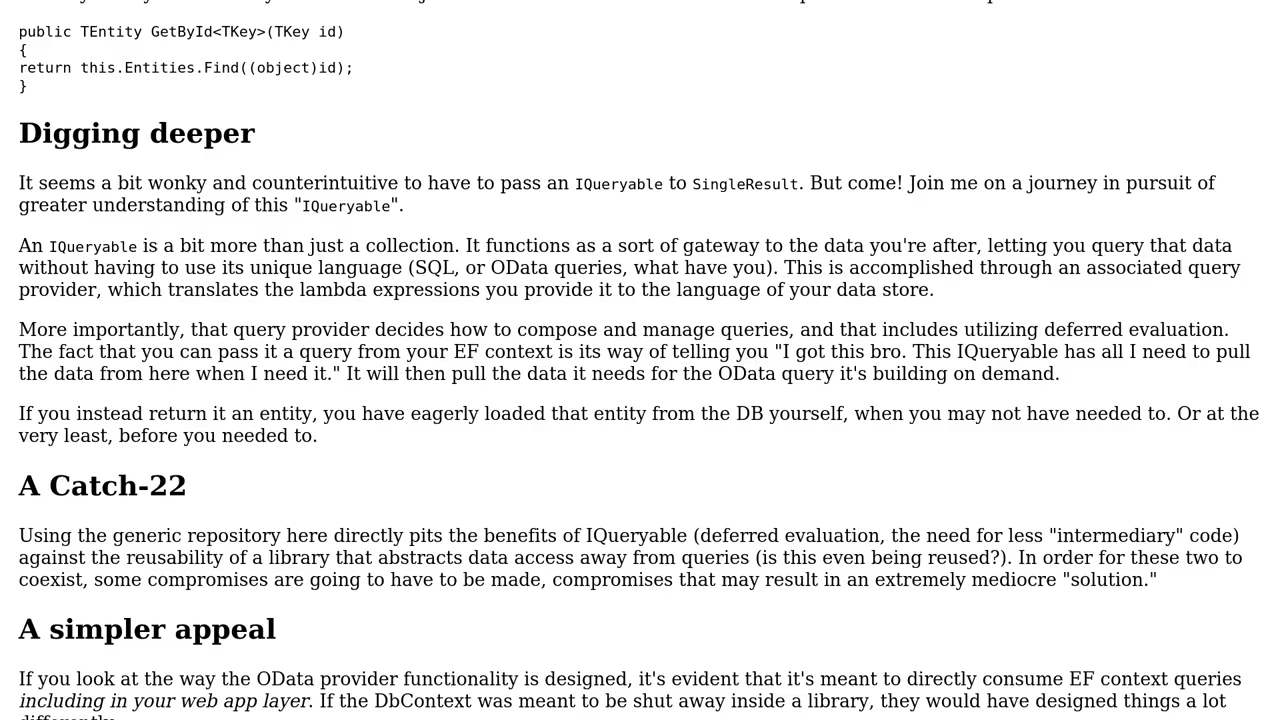 public TEntity GetById<TKey>(TKey id)
{
return this.Entities.Find((object)id);
}
Digging deeper
It seems a bit wonky and counterintuitive to have to pass an IQueryable to SingleResult. But come! Join me on a journey in pursuit of
greater understanding of this "IQueryable".
An IQueryable is a bit more than just a collection. It functions as a sort of gateway to the data you're after, letting you query that data
without having to use its unique language (SQL, or OData queries, what have you). This is accomplished through an associated query
provider, which translates the lambda expressions you provide it to the language of your data store.
More importantly, that query provider decides how to compose and manage queries, and that includes utilizing deferred evaluation.
The fact that you can pass it a query from your EF context is its way of telling you "I got this bro. This IQueryable has all I need to pull
the data from here when I need it." It will then pull the data it needs for the OData query it's building on demand.
If you instead return it an entity, you have eagerly loaded that entity from the DB yourself, when you may not have needed to. Or at the
very least, before you needed to.
A Catch-22
Using the generic repository here directly pits the benefits of IQueryable (deferred evaluation, the need for less "intermediary" code)
against the reusability of a library that abstracts data access away from queries (is this even being reused?). In order for these two to
coexist, some compromises are going to have to be made, compromises that may result in an extremely mediocre "solution."
A simpler appeal
If you look at the way the OData provider functionality is designed, it's evident that it's meant to directly consume EF context queries
including in your web app layer. If the DbContext was meant to be shut away inside a library, they would have designed things a lot